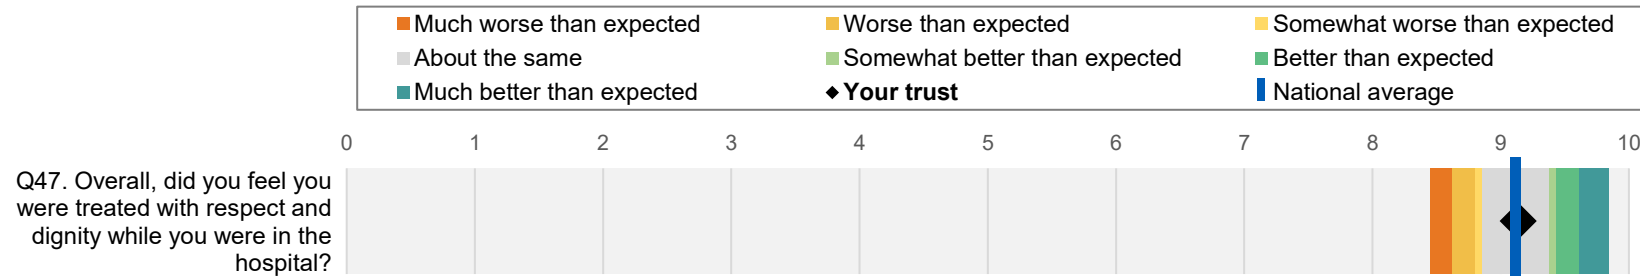 Much worse than expected
Worse than expected
Somewhat worse than expected
About the same
Somewhat better than expected
Better than expected
Much better than expected
Your trust
National average
0 1 2 3 4 5 6 7 8 9 10
Q47. Overall, did you feel you
were treated with respect and
dignity while you were in the
hospital?